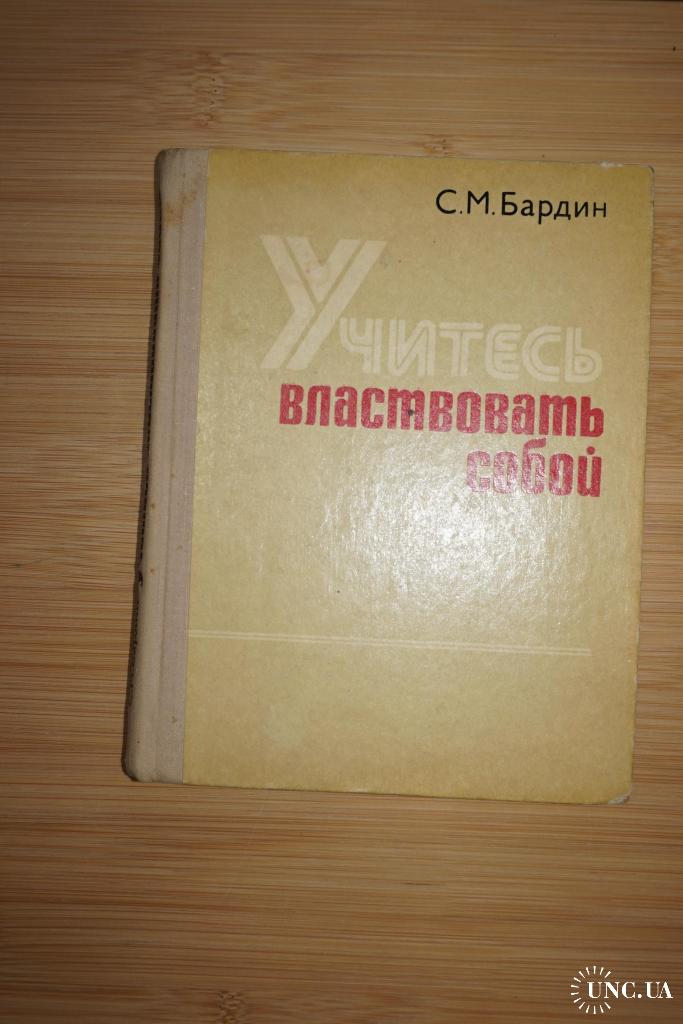 С.М.Бардин
Учитесь
властвовать
собой
UNC.UA